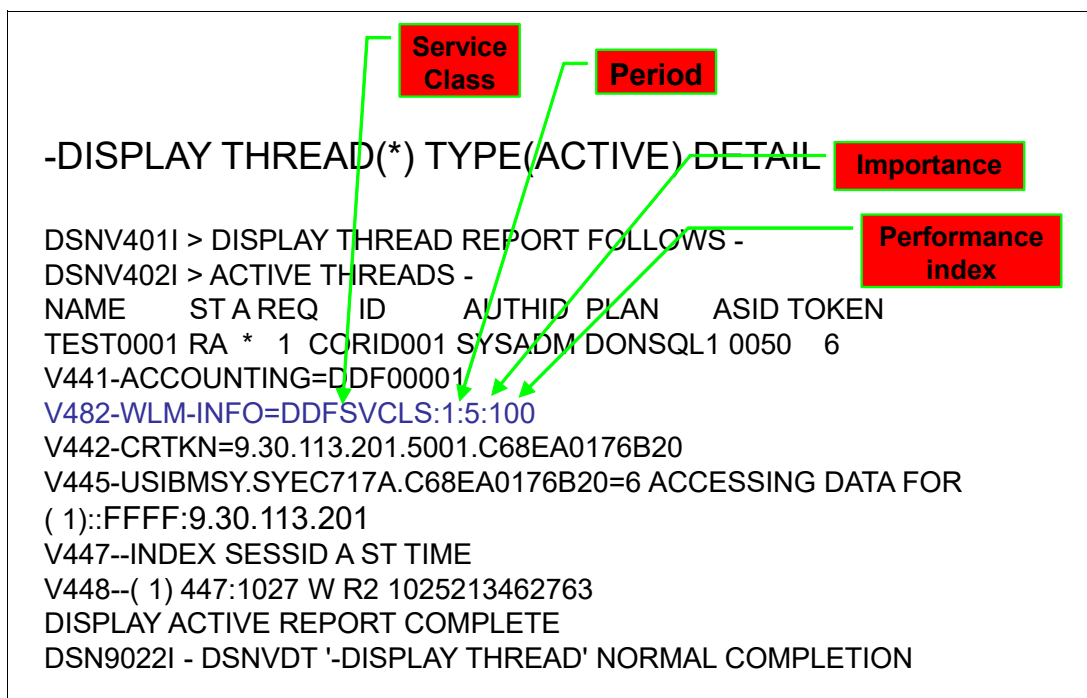 Service
Class
Period
-DISPLAY THREAD(*) TYPE(ACTIVE) DETAIL
Importance
Performance
index
DSNV401I > DISPLAY THREAD REPORT FOLLOWS -
DSNV402I > ACTIVE THREADS -
NAME ST A REQ ID AUTHID PLAN ASID TOKEN
TEST0001 RA * 1 CORID001 SYSADM DONSQL1 0050 6
V441-ACCOUNTING=DDF00001
V482-WLM-INFO=DDFSVCLS:1:5:100
V442-CRTKN=9.30.113.201.5001.C68EA0176B20
V445-USIBMSY.SYEC717A.C68EA0176B20=6 ACCESSING DATA FOR
( 1)::FFFF:9.30.113.201
V447--INDEX SESSID A ST TIME
V448--( 1) 447:1027 W R2 1025213462763
DISPLAY ACTIVE REPORT COMPLETE
DSN9022I - DSNVDT '-DISPLAY THREAD' NORMAL COMPLETION